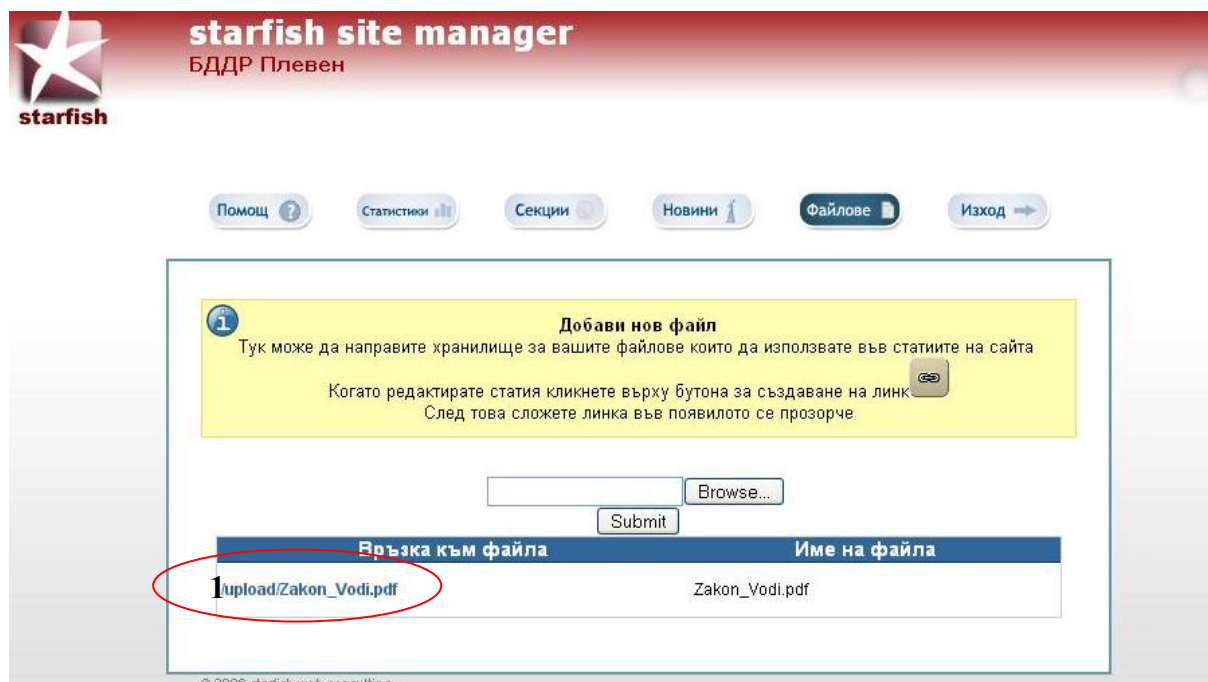 starfish site manager
БДДР Плевен
starfish
Помощ ?
Статистики
Секции
Новини
Файлове
Изход
Добави нов файл
Тук може да направите хранилище за вашите файлове които да използвате във статиите на сайта
Когато редактирате статия кликнете върху бутона за създаване на линк
След това сложете линка във появилото се прозорче
Browse...
Submit
Връзка към файла Име на файла
1 /upload/Zakon_Vodi.pdf Zakon_Vodi.pdf